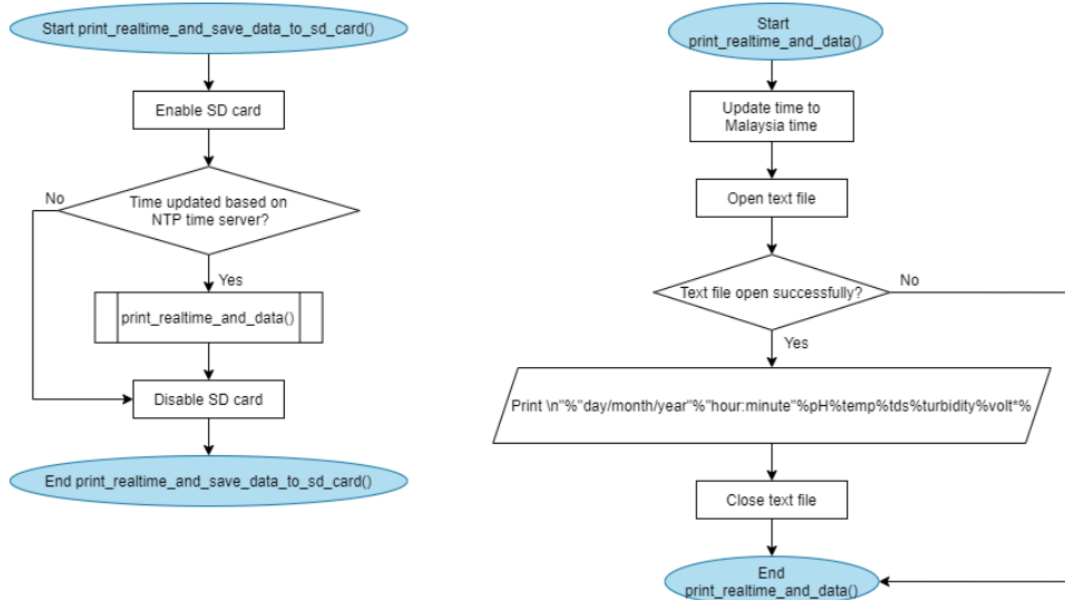 Start print_realtime_and_save_data_to_sd_card()
Enable SD card
No
Time updated based on
NTP time server?
Yes
print_realtime_and_data()
Disable SD card
End print_realtime_and_save_data_to_sd_card()
Start
print_realtime_and_data()
Update time to
Malaysia time
Open text file
Text file open successfully?
No
Yes
Print \n"%"day/month/year"%"hour:minute"%pH%temp%tds%turbidity%volt*%
Close text file
End
print_realtime_and_data()